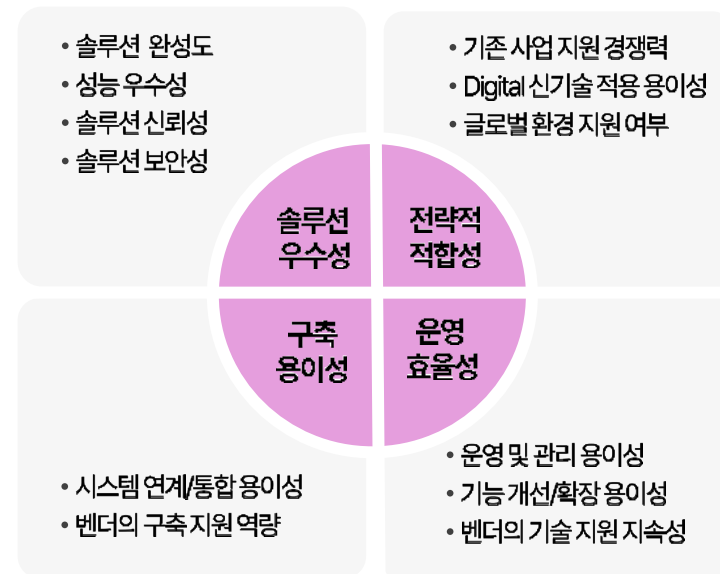 • 솔루션 완성도
• 성능 우수성
• 솔루션 신뢰성
• 솔루션 보안성
• 기존 사업 지원 경쟁력
• Digital 신기술 적용 용이성
• 글로벌 환경 지원 여부
솔루션
우수성
전략적
적합성
구축
용이성
운영
효율성
• 시스템 연계/통합 용이성
• 벤더의 구축 지원 역량
• 운영 및 관리 용이성
• 기능 개선/확장 용이성
• 벤더의 기술 지원 지속성